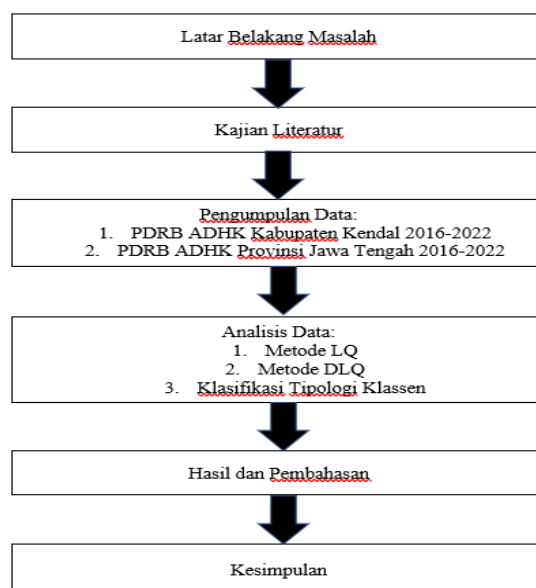 Latar Belakang Masalah
Kajian Literatur
Pengumpulan Data:
1. PDRB ADHK Kabupaten Kendal 2016-2022
2. PDRB ADHK Provinsi Jawa Tengah 2016-2022
Analisis Data:
1. Metode LQ
2. Metode DLQ
3. Klasifikasi Tipologi Klassen
Hasil dan Pembahasan
Kesimpulan